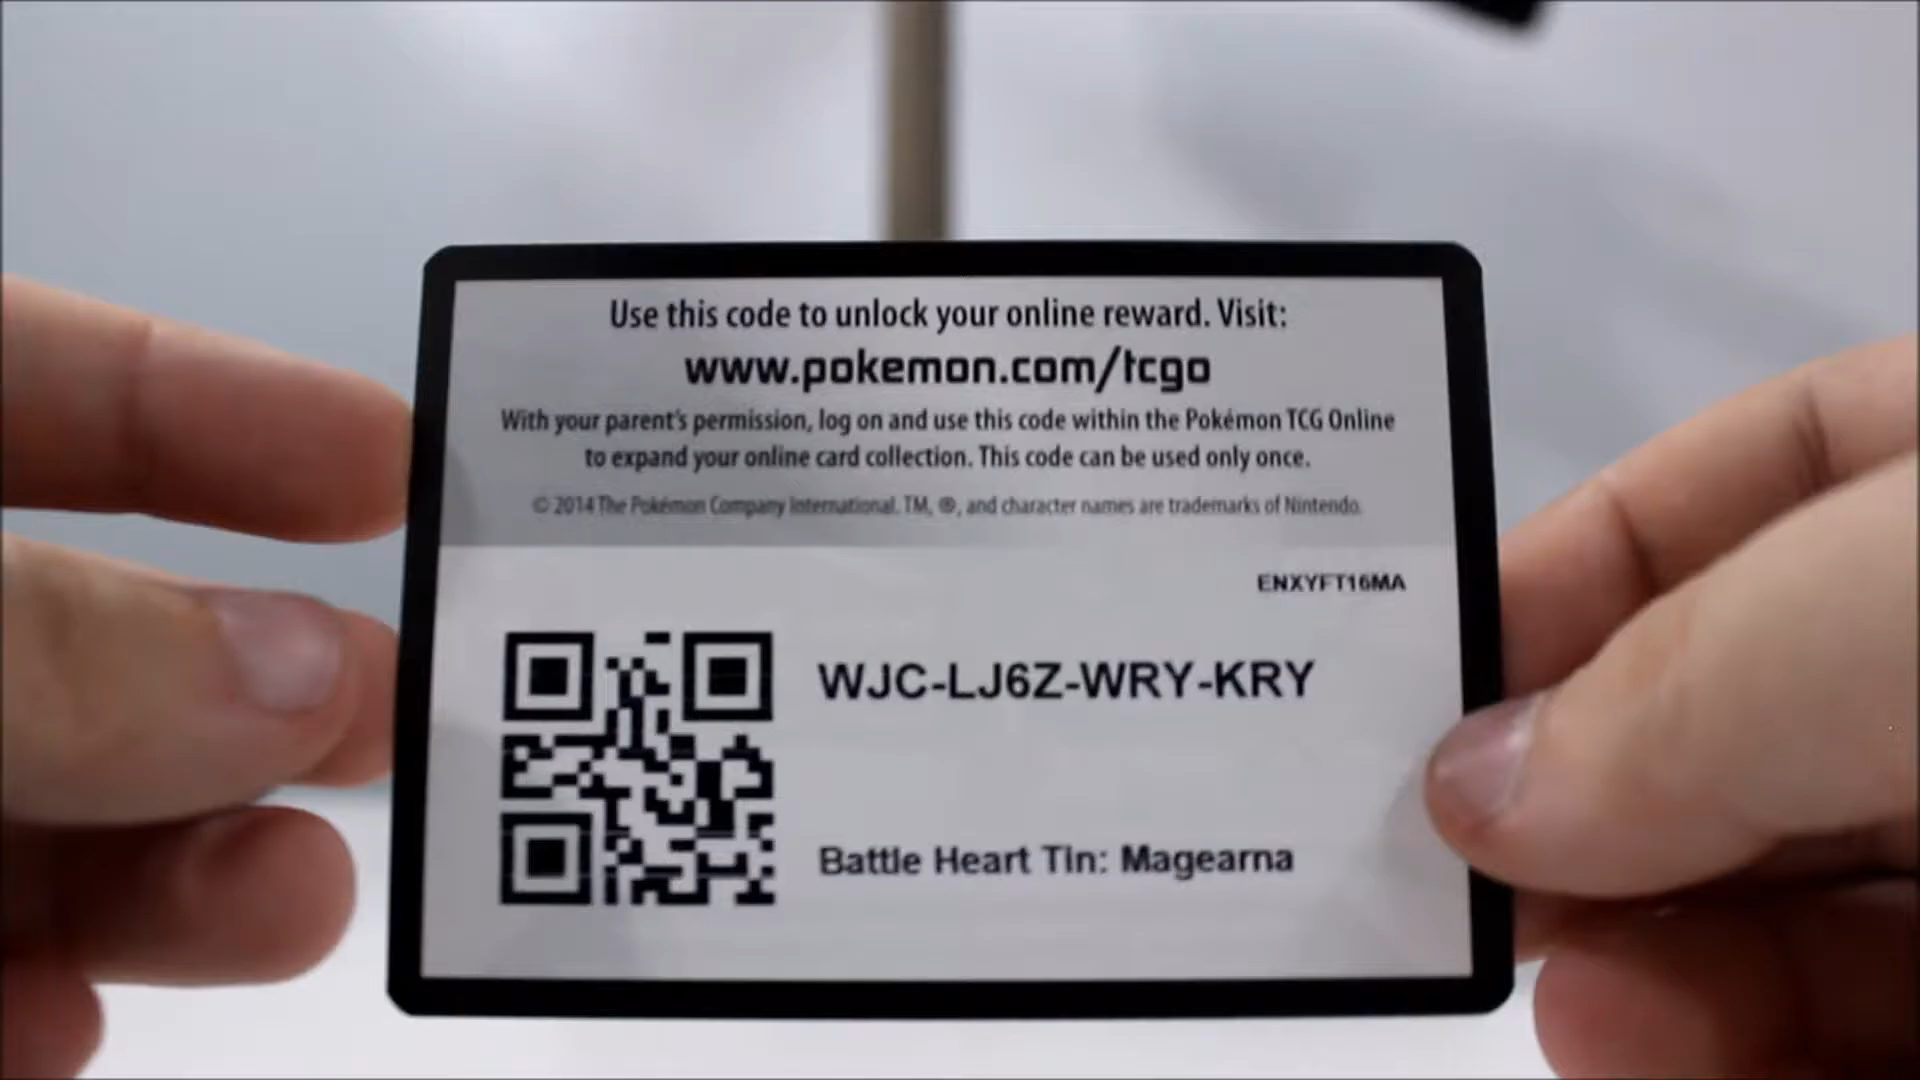 Use this code to unlock your online reward. Visit:
www.pokemon.com/tcgo
With your parent's permission, log on and use this code within the Pokémon TCG Online
to expand your online card collection. This code can be used only once.
© 2014 The Pokémon Company International. TM, ®, and character names are trademarks of Nintendo.
ENXYFT16MA
WJC-LJ6Z-WRY-KRY
Battle Heart Tin: Magearna